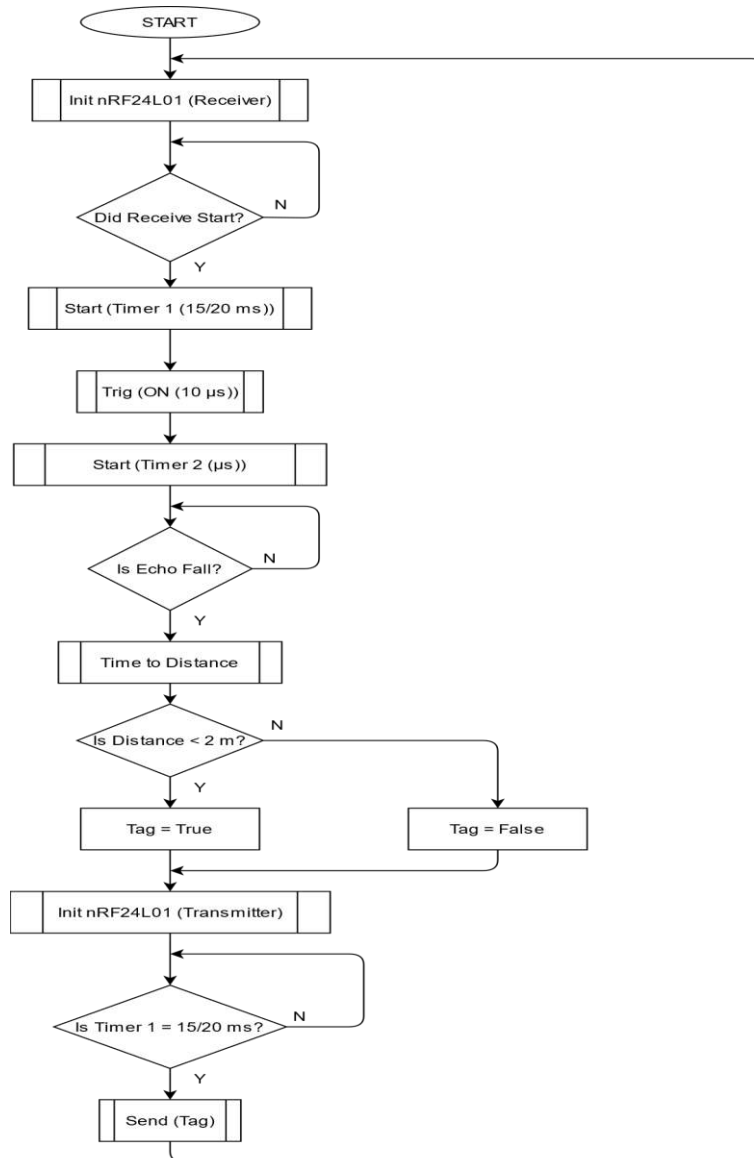 START
Init nRF24L01 (Receiver)
Did Receive Start?
N
Y
Start (Timer 1 (15/20 ms))
Trig (ON (10 µs))
Start (Timer 2 (µs))
Is Echo Fall?
N
Y
Time to Distance
Is Distance < 2 m?
N
Y
Tag = True
Tag = False
Init nRF24L01 (Transmitter)
Is Timer 1 = 15/20 ms?
N
Y
Send (Tag)